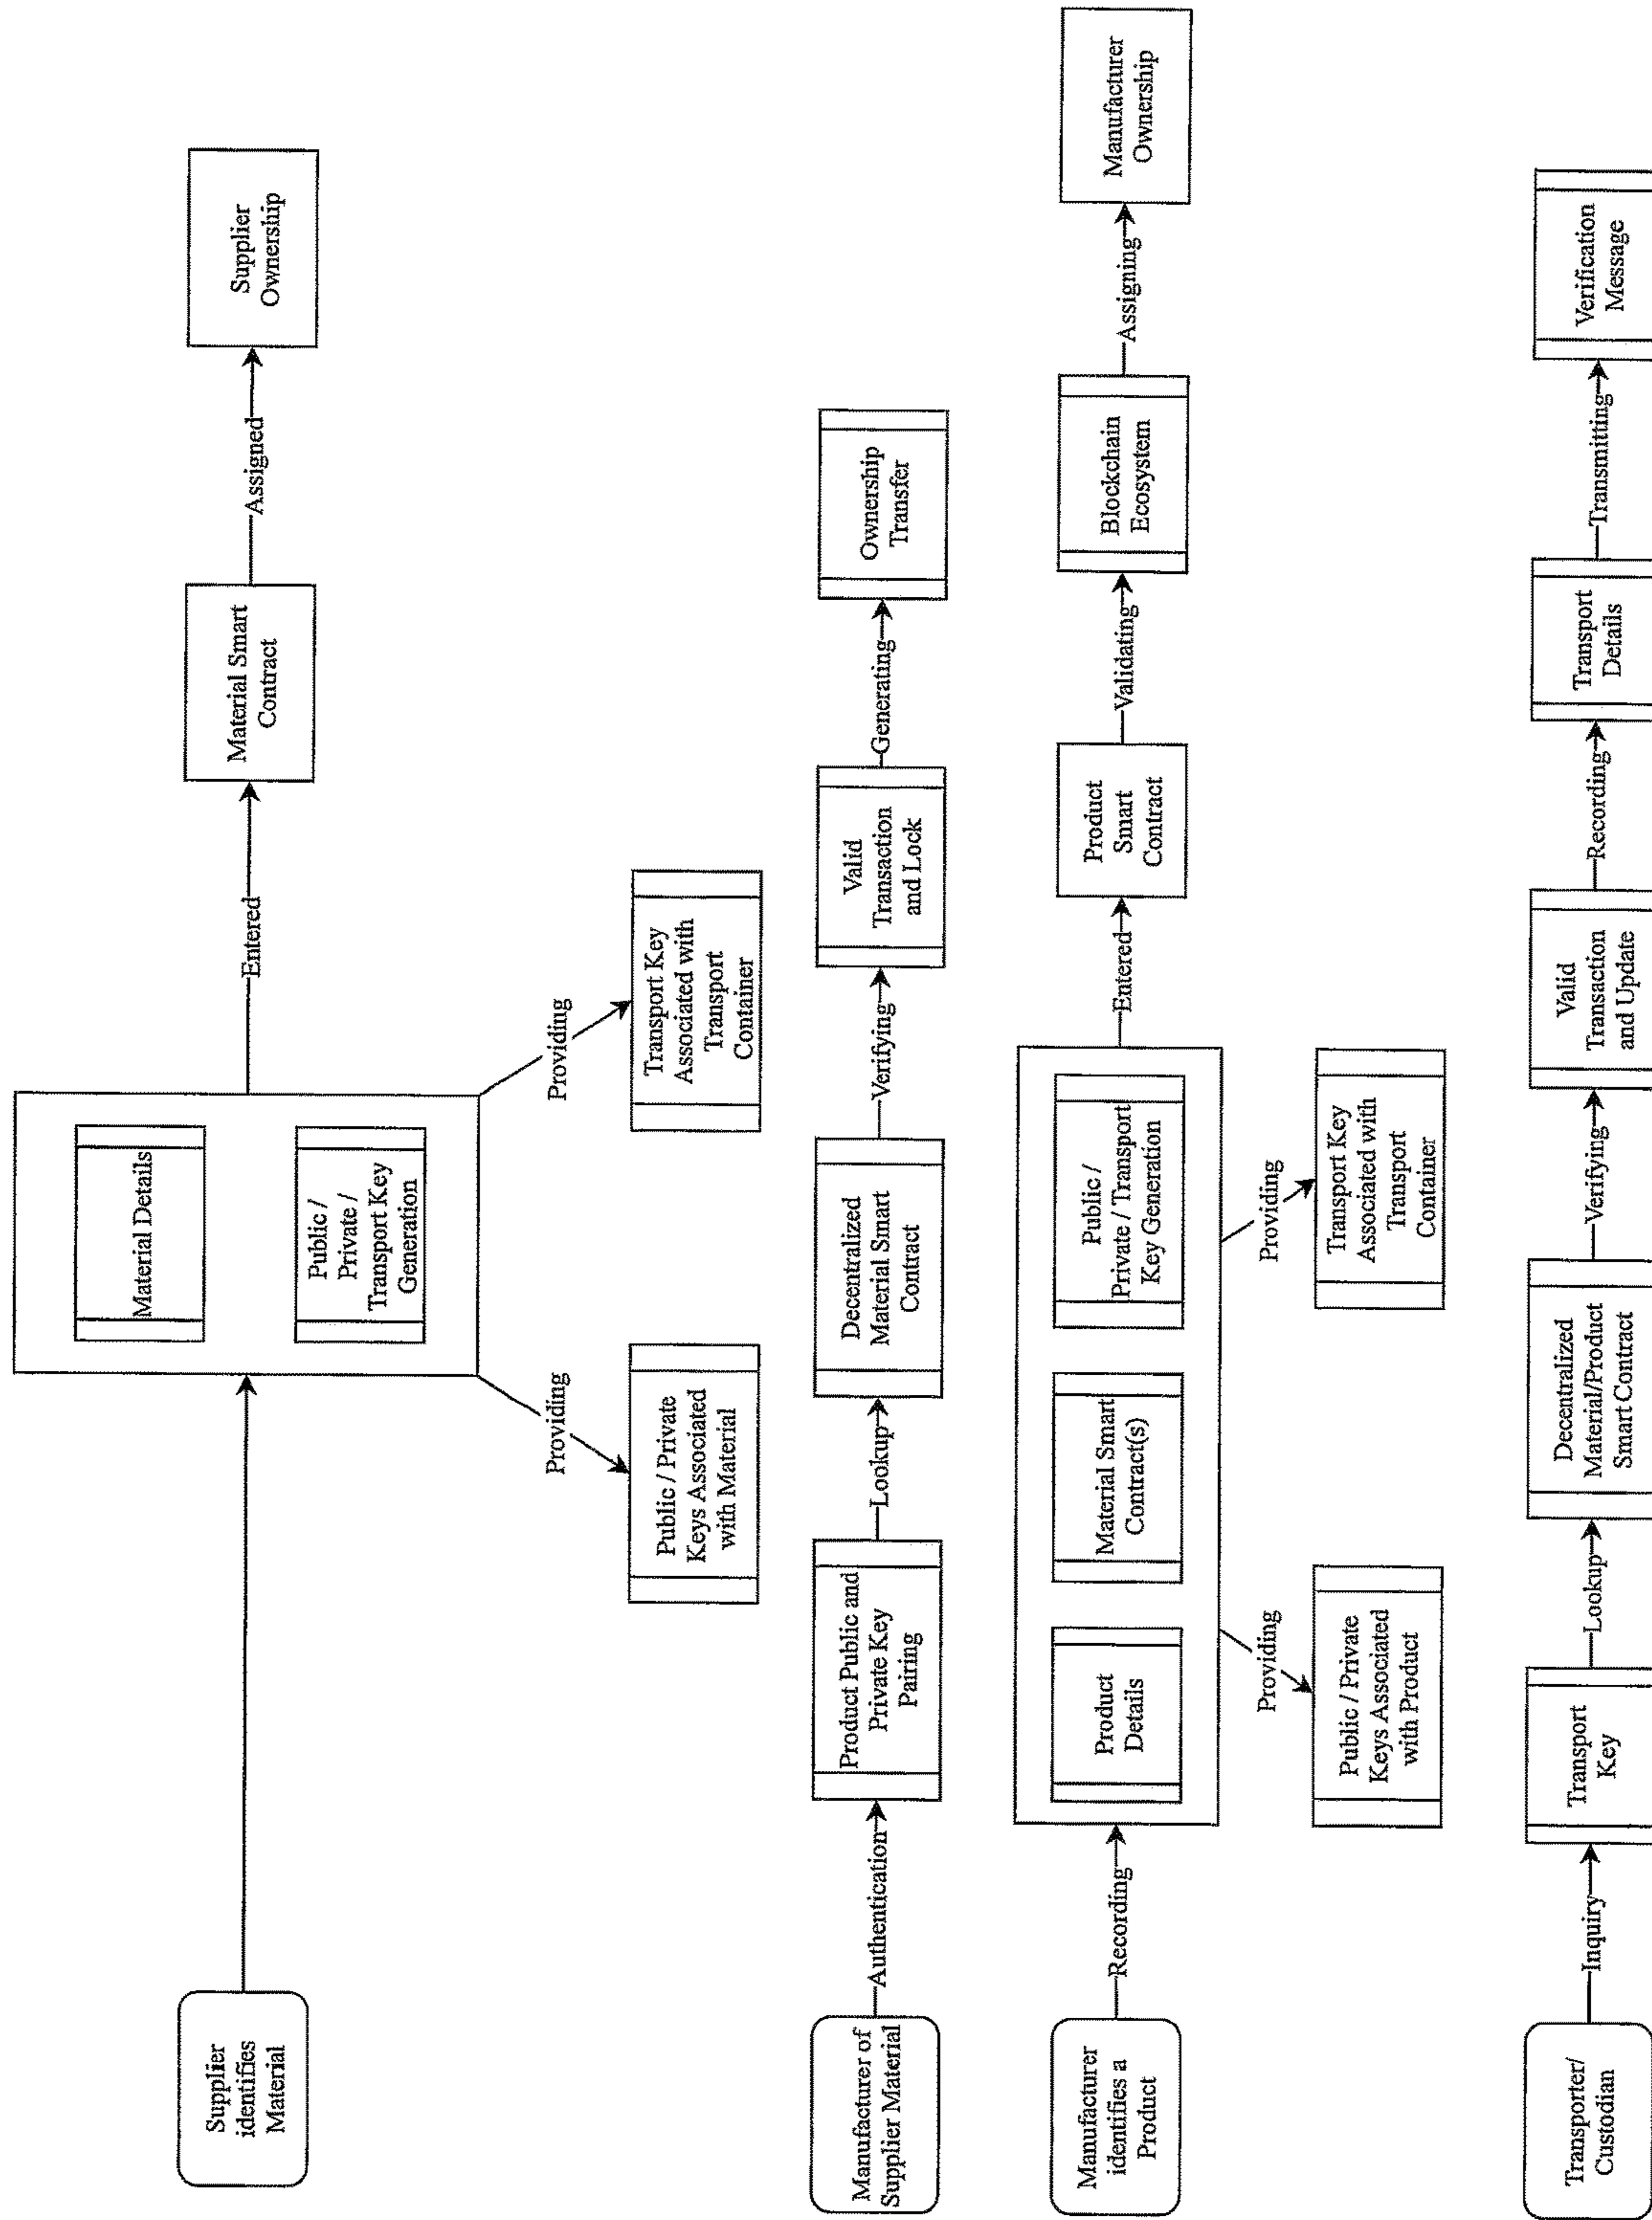 Supplier
identifies
Material
Material Details
Public /
Private /
Transport Key
Generation
Entered
Material Smart
Contract
Assigned
Supplier
Ownership
Providing
Public / Private
Keys Associated
with Material
Providing
Transport Key
Associated with
Transport
Container
Manufacturer of
Supplier Material
Authentication
Product Public and
Private Key
Pairing
Lookup
Decentralized
Material Smart
Contract
Verifying
Valid
Transaction
and Lock
Generating
Ownership
Transfer
Manufacturer
identifies a
Product
Recording
Product
Details
Material Smart
Contract(s)
Public /
Private / Transport
Key Generation
Entered
Product
Smart
Contract
Validating
Blockchain
Ecosystem
Assigning
Manufacturer
Ownership
Providing
Public / Private
Keys Associated
with Product
Providing
Transport Key
Associated with
Transport
Container
Transporter/
Custodian
Inquiry
Transport
Key
Lookup
Decentralized
Material/Product
Smart Contract
Verifying
Valid
Transaction
and Update
Recording
Transport
Details
Transmitting
Verification
Message